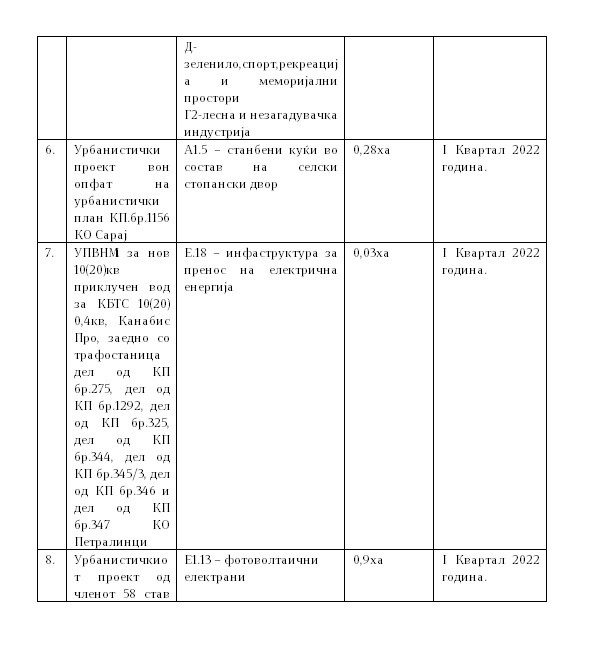 Д-
зеленило,спорт,рекреациј
а и меморијални
простори
Г2-лесна и незагадувачка
индустрија
6. Урбанистички А1.5 – станбени куќи во 0,28ха I Квартал 2022
проект вон состав на селски година.
опфат на стопански двор
урбанистички
план КП.бр.1156
КО Сарај
7. УПВНМ за нов Е.18 – инфаструктура за 0,03ха I Квартал 2022
10(20)кв пренос на електрична година.
приклучен вод енергија
за КБТС 10(20)
0,4кв, Канабис
Про, заедно со
трафостаница
дел од КП
бр.275, дел од
КП бр.1292, дел
од КП бр.325,
дел од КП
бр.344, дел од
КП бр.345/3, дел
од КП бр.346 и
дел од КП
бр.347 КО
Петралинци
8. Урбанистичкио Е1.13 – фотоволтаични 0,9ха I Квартал 2022
т проект од електрани година.
членот 58 став